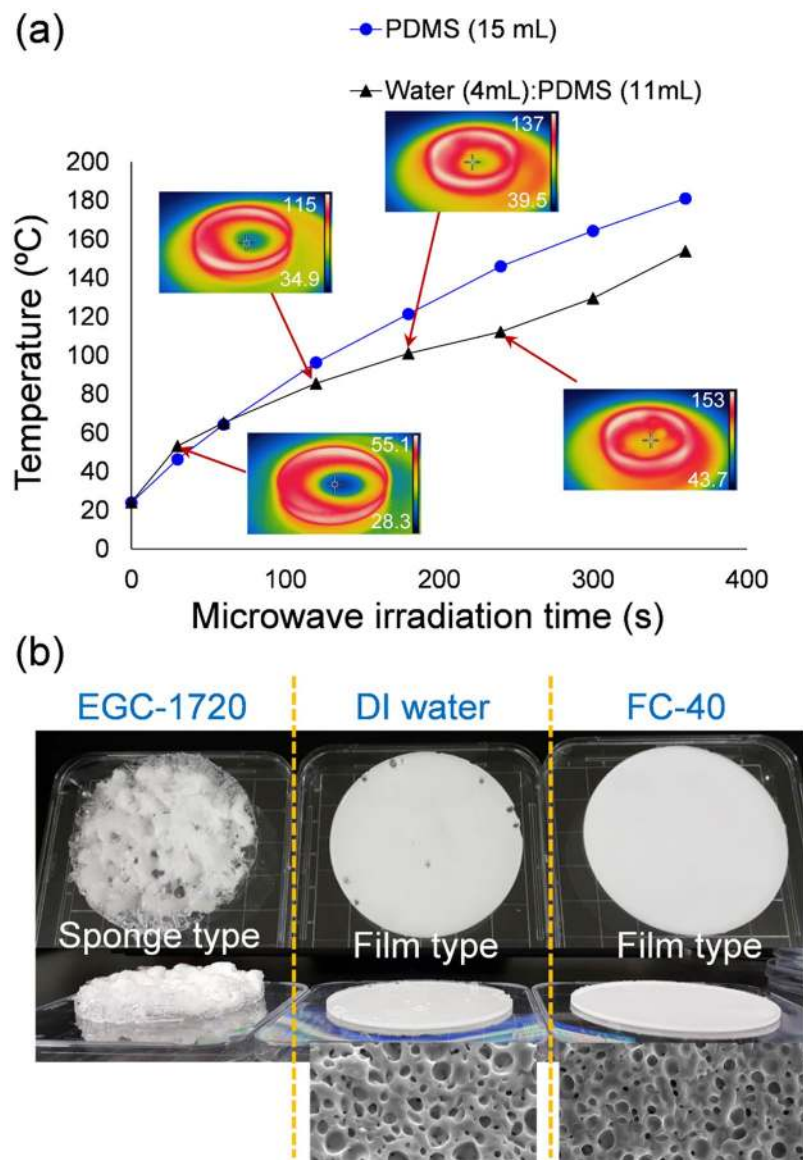 (a)
PDMS (15 mL)
Water (4mL):PDMS (11mL)
Temperature (ºC)
200
180
160
140
120
100
80
60
40
20
0
115
34.9
137
39.5
55.1
28.3
153
43.7
0
100
200
300
400
Microwave irradiation time (s)
(b)
EGC-1720
DI water
FC-40
Sponge type
Film type
Film type